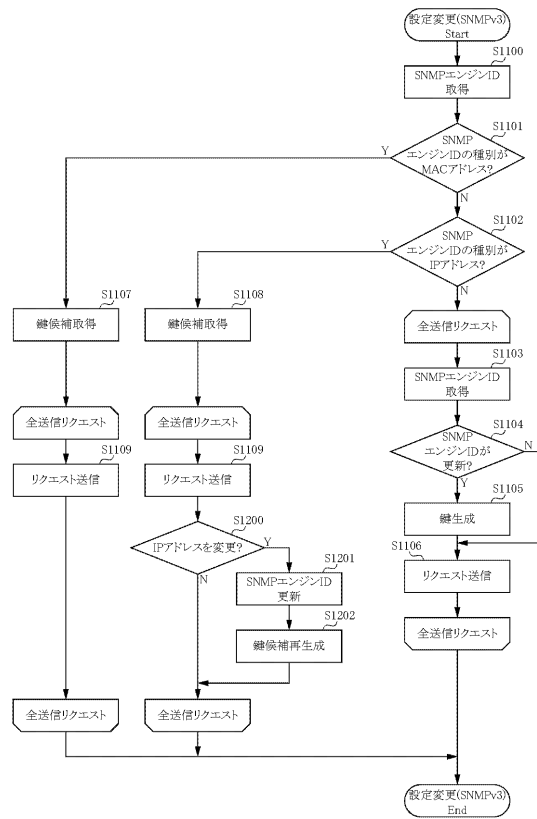 設定変更(SNMPv3)
Start
S1100
SNMPエンジンID
取得
S1101
SNMP
エンジンIDの種別が
MACアドレス?
Y
N
S1102
SNMP
エンジンIDの種別が
IPアドレス?
Y
N
S1107
鍵候補取得
S1108
鍵候補取得
全送信リクエスト
S1103
SNMPエンジンID
取得
全送信リクエスト
全送信リクエスト
S1104
SNMP
エンジンIDが
更新?
N
Y
S1109
リクエスト送信
S1109
リクエスト送信
S1105
鍵生成
S1200
IPアドレスを変更?
Y
N
S1106
リクエスト送信
S1201
SNMPエンジンID
更新
S1202
鍵候補再生成
全送信リクエスト
全送信リクエスト
全送信リクエスト
設定変更(SNMPv3)
End